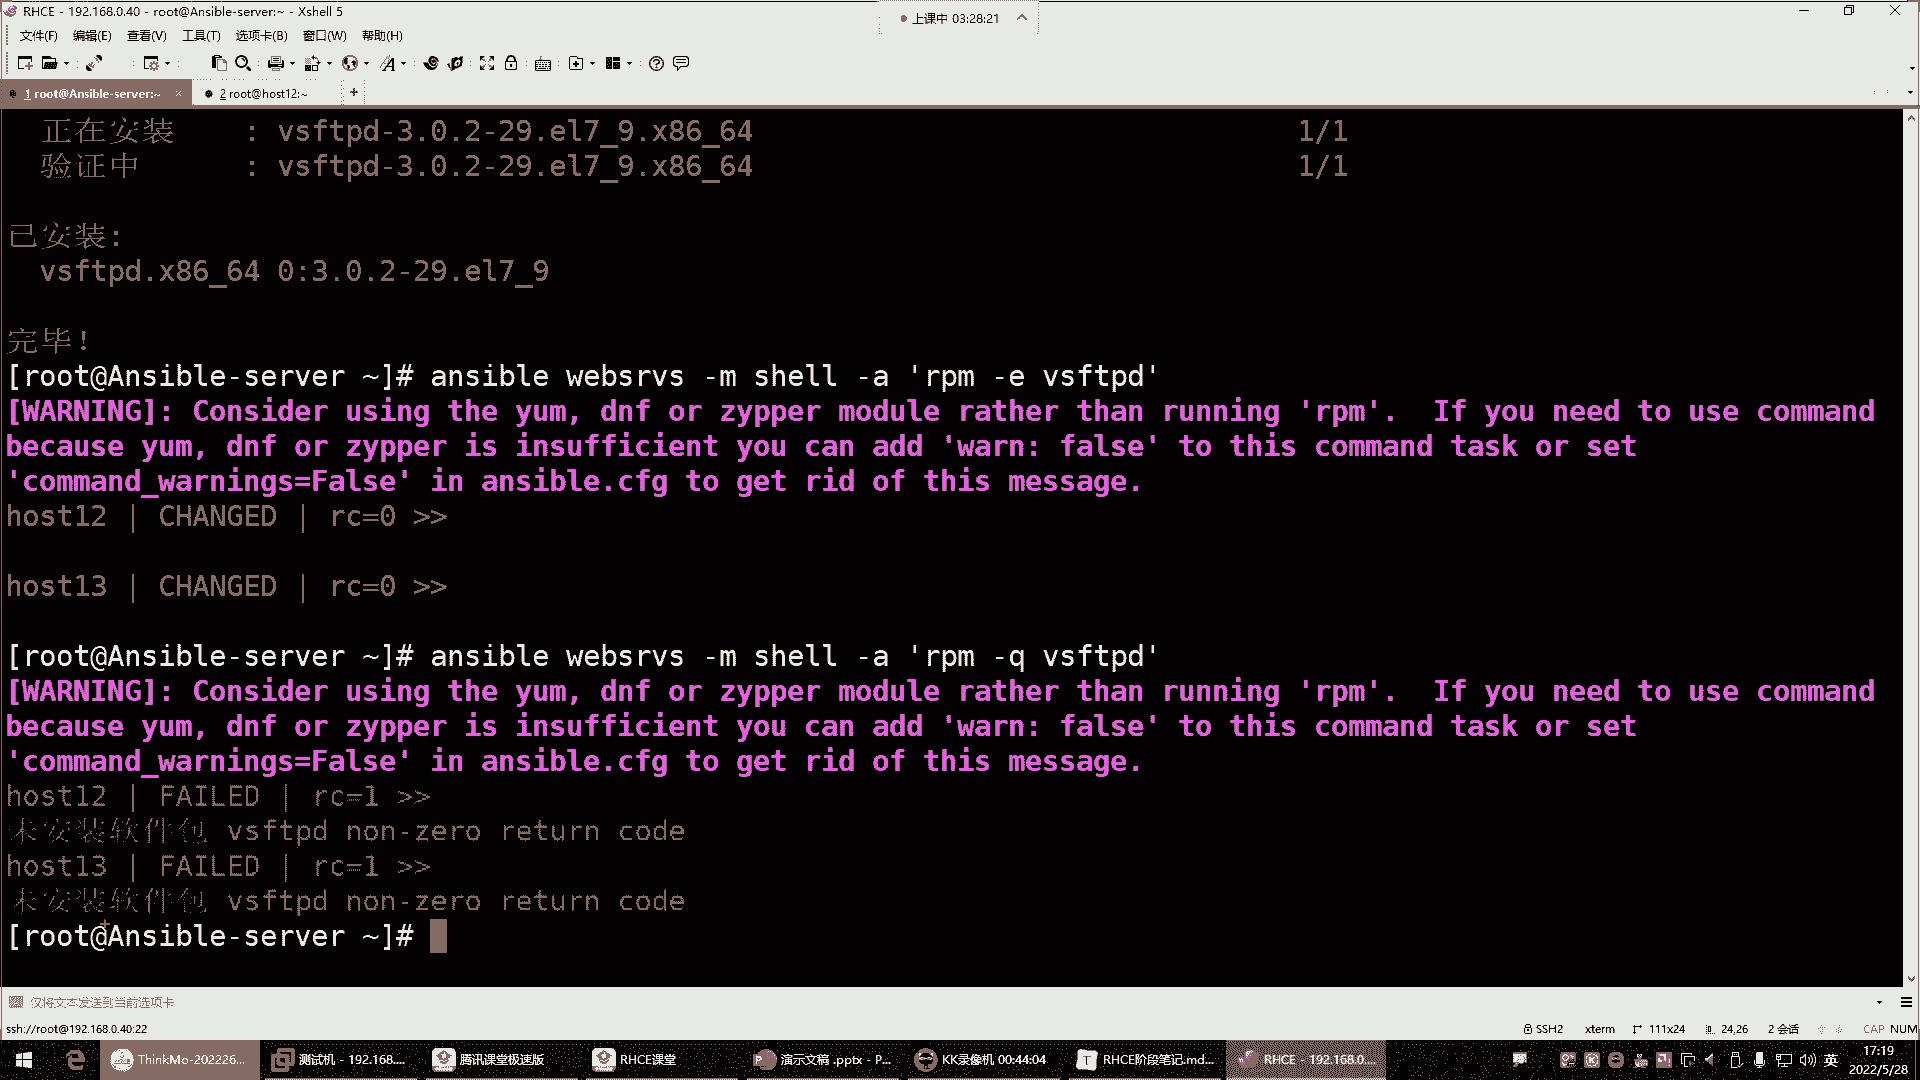 RHCE - 192.168.0.40 - root@Ansible-server:~ - Xshell 5
上课中 03:28:21
文件(F) 编辑(E) 查看(V) 工具(T) 选项卡(B) 窗口(W) 帮助(H)
1 root@Ansible-server:~ × 2 root@host12:~ +
正在安装 : vsftpd-3.0.2-29.el7_9.x86_64 1/1
验证中 : vsftpd-3.0.2-29.el7_9.x86_64 1/1
已安装:
vsftpd.x86_64 0:3.0.2-29.el7_9
完毕!
[root@Ansible-server ~]# ansible websrvs -m shell -a 'rpm -e vsftpd'
[WARNING]: Consider using the yum, dnf or zypper module rather than running 'rpm'.  If you need to use command
because yum, dnf or zypper is insufficient you can add 'warn: false' to this command task or set
'command_warnings=False' in ansible.cfg to get rid of this message.
host12 | CHANGED | rc=0 >>
host13 | CHANGED | rc=0 >>
[root@Ansible-server ~]# ansible websrvs -m shell -a 'rpm -q vsftpd'
[WARNING]: Consider using the yum, dnf or zypper module rather than running 'rpm'.  If you need to use command
because yum, dnf or zypper is insufficient you can add 'warn: false' to this command task or set
'command_warnings=False' in ansible.cfg to get rid of this message.
host12 | FAILED | rc=1 >>
未安装软件包 vsftpd non-zero return code
host13 | FAILED | rc=1 >>
未安装软件包 vsftpd non-zero return code
[root@Ansible-server ~]#
仅将文本发送到当前选项卡
ssh://root@192.168.0.40:22 SSH2 xterm 111x24 24,26 2 会话 CAP NUM
ThinkMo-202226... 测试机 - 192.168.... 腾讯课堂极速版 RHCE课堂 演示文稿 .pptx - P... KK录像机 00:44:04 RHCE阶段笔记.md... RHCE - 192.168.0.... 英 17:19
2022/5/28